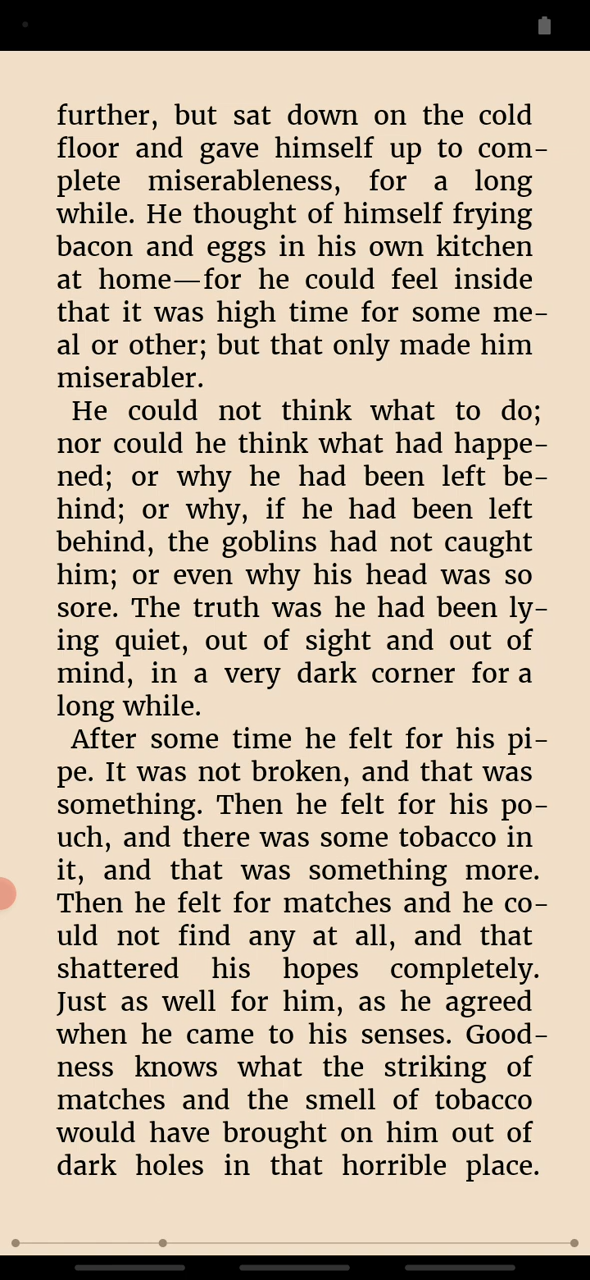 further, but sat down on the cold
floor and gave himself up to com-
plete miserableness, for a long
while. He thought of himself frying
bacon and eggs in his own kitchen
at home—for he could feel inside
that it was high time for some me-
al or other; but that only made him
miserabler.
He could not think what to do;
nor could he think what had happe-
ned; or why he had been left be-
hind; or why, if he had been left
behind, the goblins had not caught
him; or even why his head was so
sore. The truth was he had been ly-
ing quiet, out of sight and out of
mind, in a very dark corner for a
long while.
After some time he felt for his pi-
pe. It was not broken, and that was
something. Then he felt for his po-
uch, and there was some tobacco in
it, and that was something more.
Then he felt for matches and he co-
uld not find any at all, and that
shattered his hopes completely.
Just as well for him, as he agreed
when he came to his senses. Good-
ness knows what the striking of
matches and the smell of tobacco
would have brought on him out of
dark holes in that horrible place.